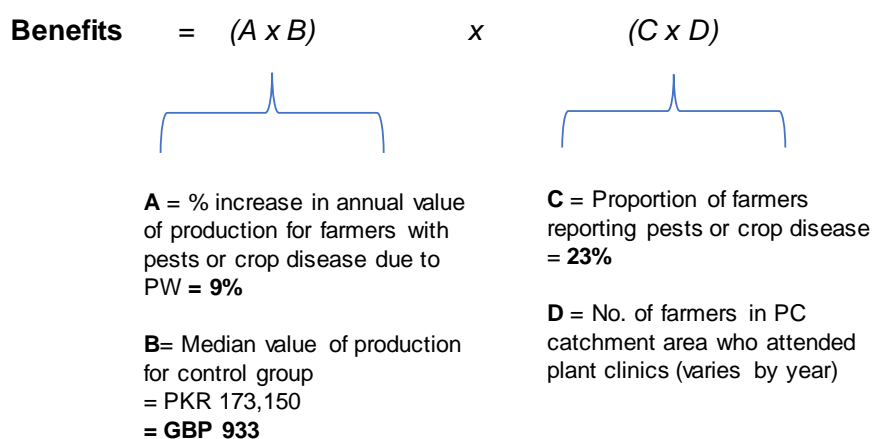 Benefits = (A x B) x (C x D)
A = % increase in annual value
of production for farmers with
pests or crop disease due to
PW = 9%
B= Median value of production
for control group
= PKR 173,150
= GBP 933
C = Proportion of farmers
reporting pests or crop disease
= 23%
D = No. of farmers in PC
catchment area who attended
plant clinics (varies by year)